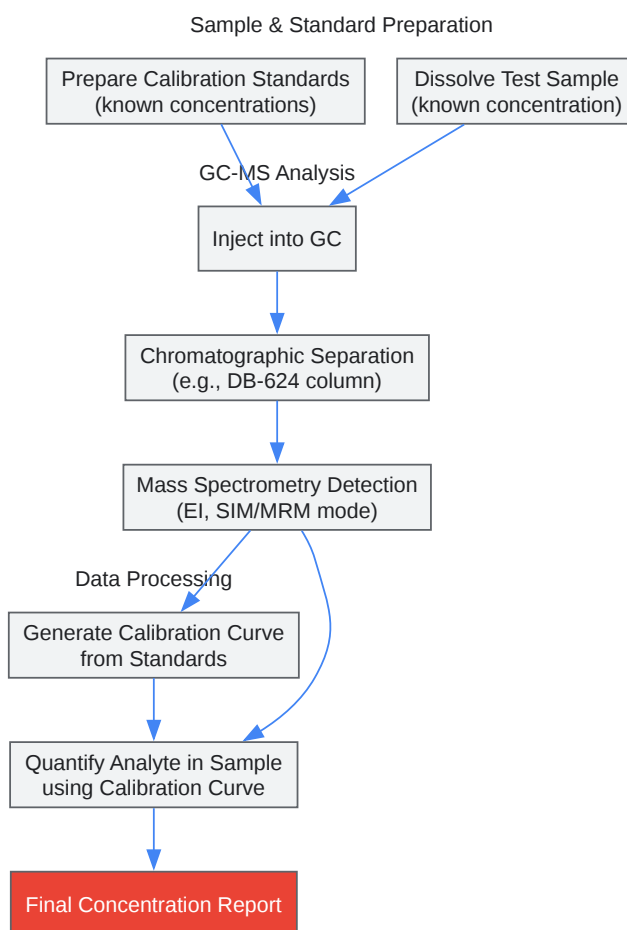 Sample & Standard Preparation
Prepare Calibration Standards
(known concentrations)
Dissolve Test Sample
(known concentration)
GC-MS Analysis
Inject into GC
Chromatographic Separation
(e.g., DB-624 column)
Mass Spectrometry Detection
(EI, SIM/MRM mode)
Data Processing
Generate Calibration Curve
from Standards
Quantify Analyte in Sample
using Calibration Curve
Final Concentration Report